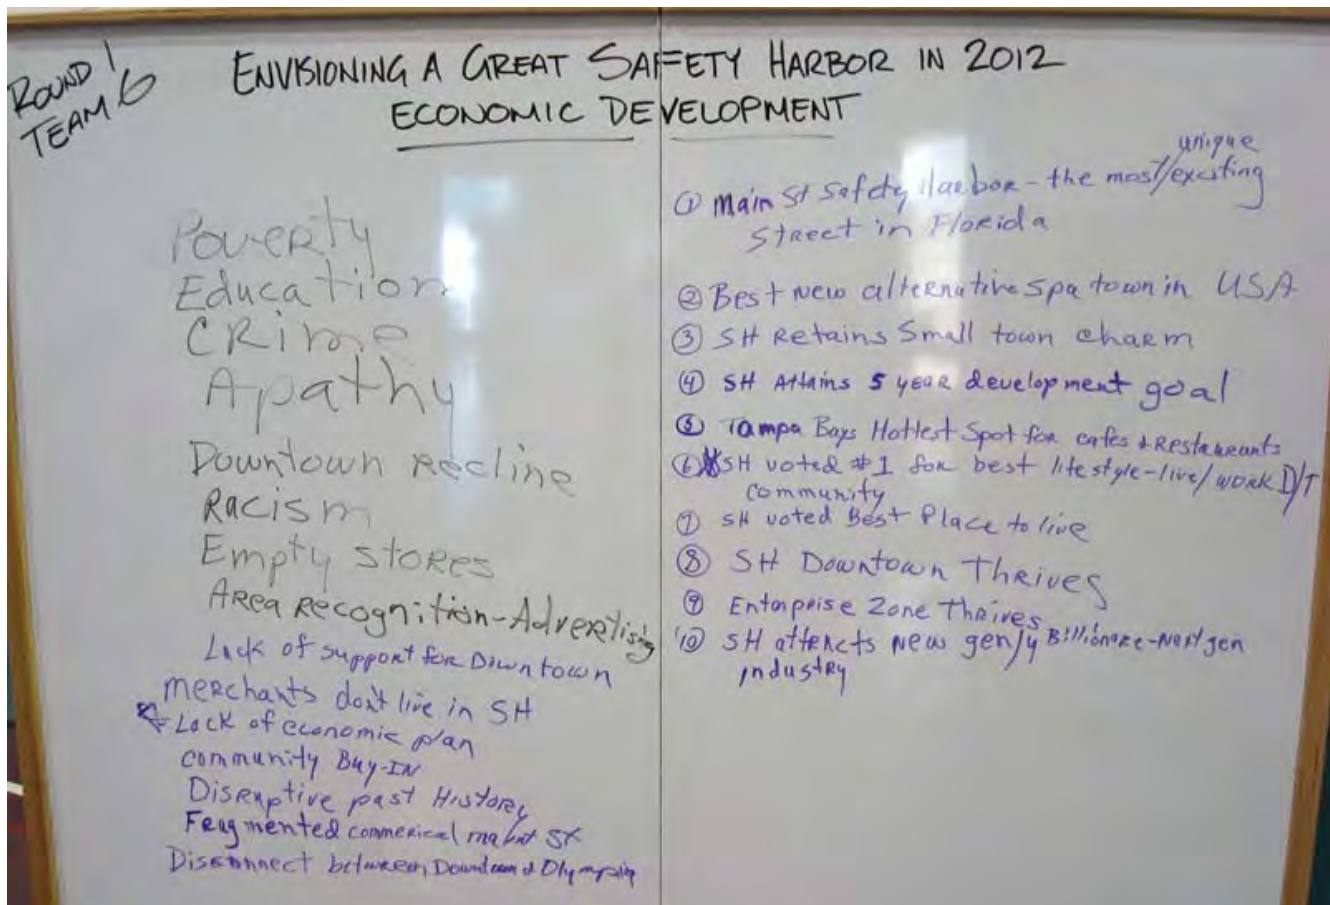 ROUND 1
TEAM 6
ENVISIONING A GREAT SAFETY HARBOR IN 2012
ECONOMIC DEVELOPMENT
Poverty
Education
CRime
Apathy
Downtown Recline
Racism
Empty stores
Area Recognition-Advertising
Lack of support for Downtown
merchants don't live in SH
Lack of economic plan
community Buy-IN
Disruptive past History
Fragmented commerical
Disconnect between Downtown & Olympia
unique
① Main St Safety Harbor - the most/exciting
street in Florida
② Best New alternative spa town in USA
③ SH Retains Small town charm
④ SH Attains 5 year development goal
⑤ Tampa Bays Hottest Spot for cafes & Restaurants
⑥ SH voted #1 for best lifestyle-live/work D/T
community
⑦ SH voted Best Place to live
⑧ SH Downtown Thrives
⑨ Enterprise Zone Thrives
⑩ SH attracts new gen/y Billionare-Next gen
industry